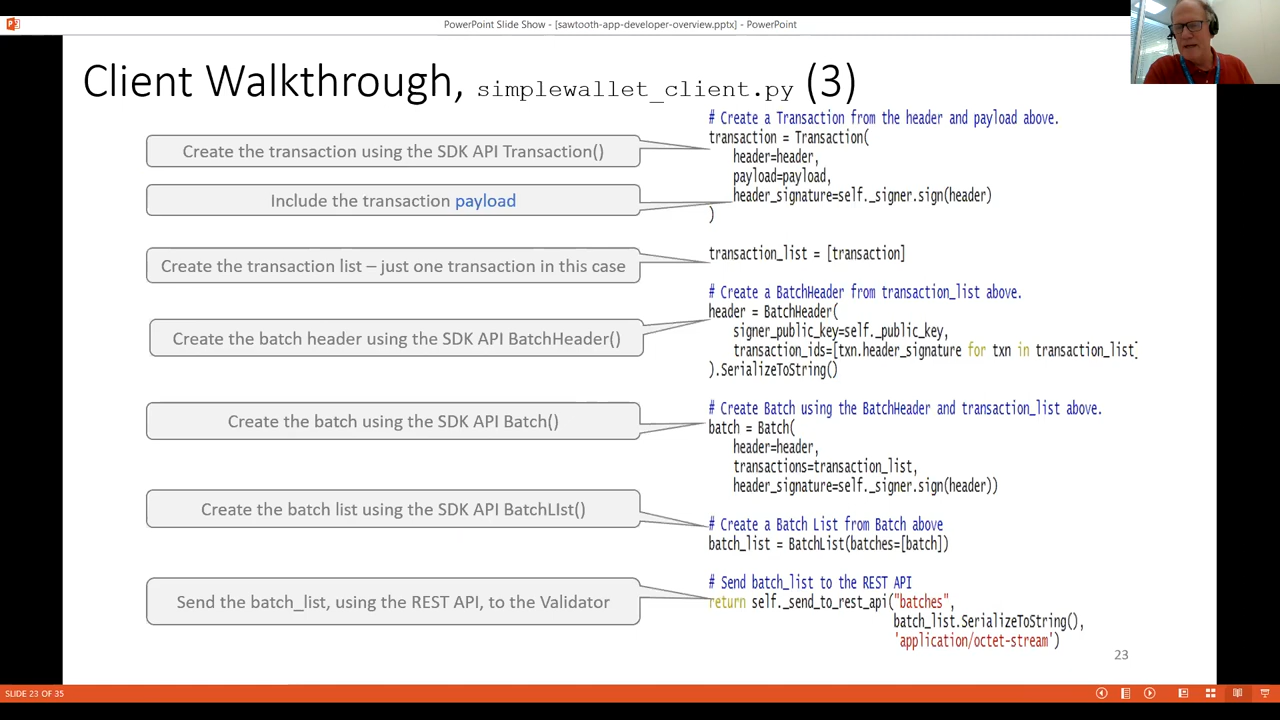 PowerPoint Slide Show - [sawtooth-app-developer-overview.pptx] - PowerPoint
Client Walkthrough, simplewallet_client.py (3)
Create the transaction using the SDK API Transaction()
Include the transaction payload
Create the transaction list – just one transaction in this case
Create the batch header using the SDK API BatchHeader()
Create the batch using the SDK API Batch()
Create the batch list using the SDK API BatchLIst()
Send the batch_list, using the REST API, to the Validator
# Create a Transaction from the header and payload above.
transaction = Transaction(
header=header,
payload=payload,
header_signature=self._signer.sign(header)
)
transaction_list = [transaction]
# Create a BatchHeader from transaction_list above.
header = BatchHeader(
signer_public_key=self._public_key,
transaction_ids=[txn.header_signature for txn in transaction_list]
).SerializeToString()
# Create Batch using the BatchHeader and transaction_list above.
batch = Batch(
header=header,
transactions=transaction_list,
header_signature=self._signer.sign(header))
# Create a Batch List from Batch above
batch_list = BatchList(batches=[batch])
# Send batch_list to the REST API
return self._send_to_rest_api("batches",
batch_list.SerializeToString(),
'application/octet-stream')
23
SLIDE 23 OF 35